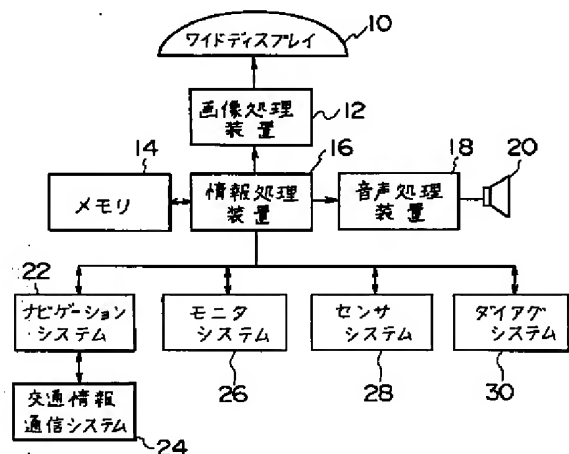 ワイドディスプレイ
10
画像処理
装置
12
14
16
18
20
メモリ
情報処理
装置
音声処理
装置
22
ナビゲーション
システム
モニタ
システム
センサ
システム
ダイアグ
システム
26
28
30
交通情報
通信システム
24